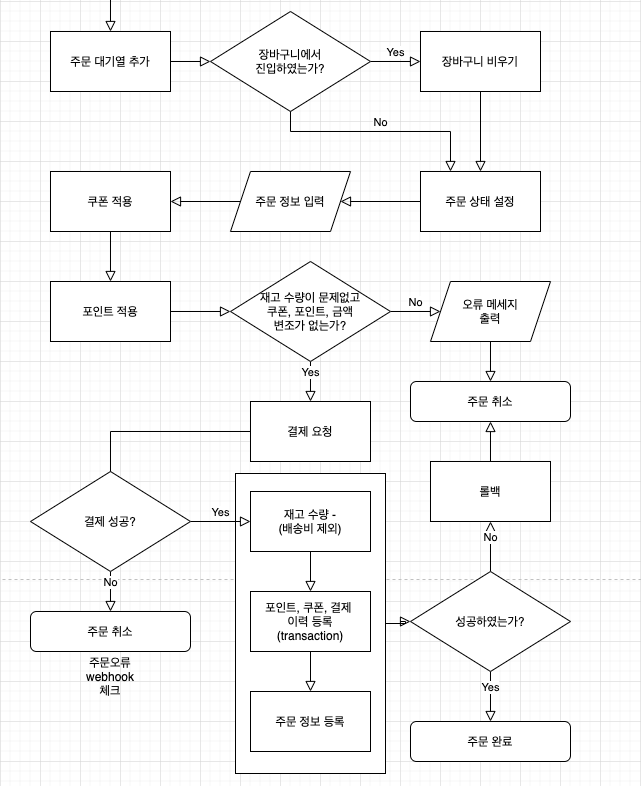 주문 대기열 추가
장바구니에서
진입하였는가?
Yes
장바구니 비우기
No
쿠폰 적용
주문 정보 입력
주문 상태 설정
포인트 적용
재고 수량이 문제없고
쿠폰, 포인트, 금액
변조가 없는가?
No
오류 메세지
출력
Yes
주문 취소
결제 요청
롤백
결제 성공?
Yes
재고 수량 -
(배송비 제외)
No
No
포인트, 쿠폰, 결제
이력 등록
(transaction)
성공하였는가?
주문 취소
주문오류
webhook
체크
Yes
주문 정보 등록
주문 완료